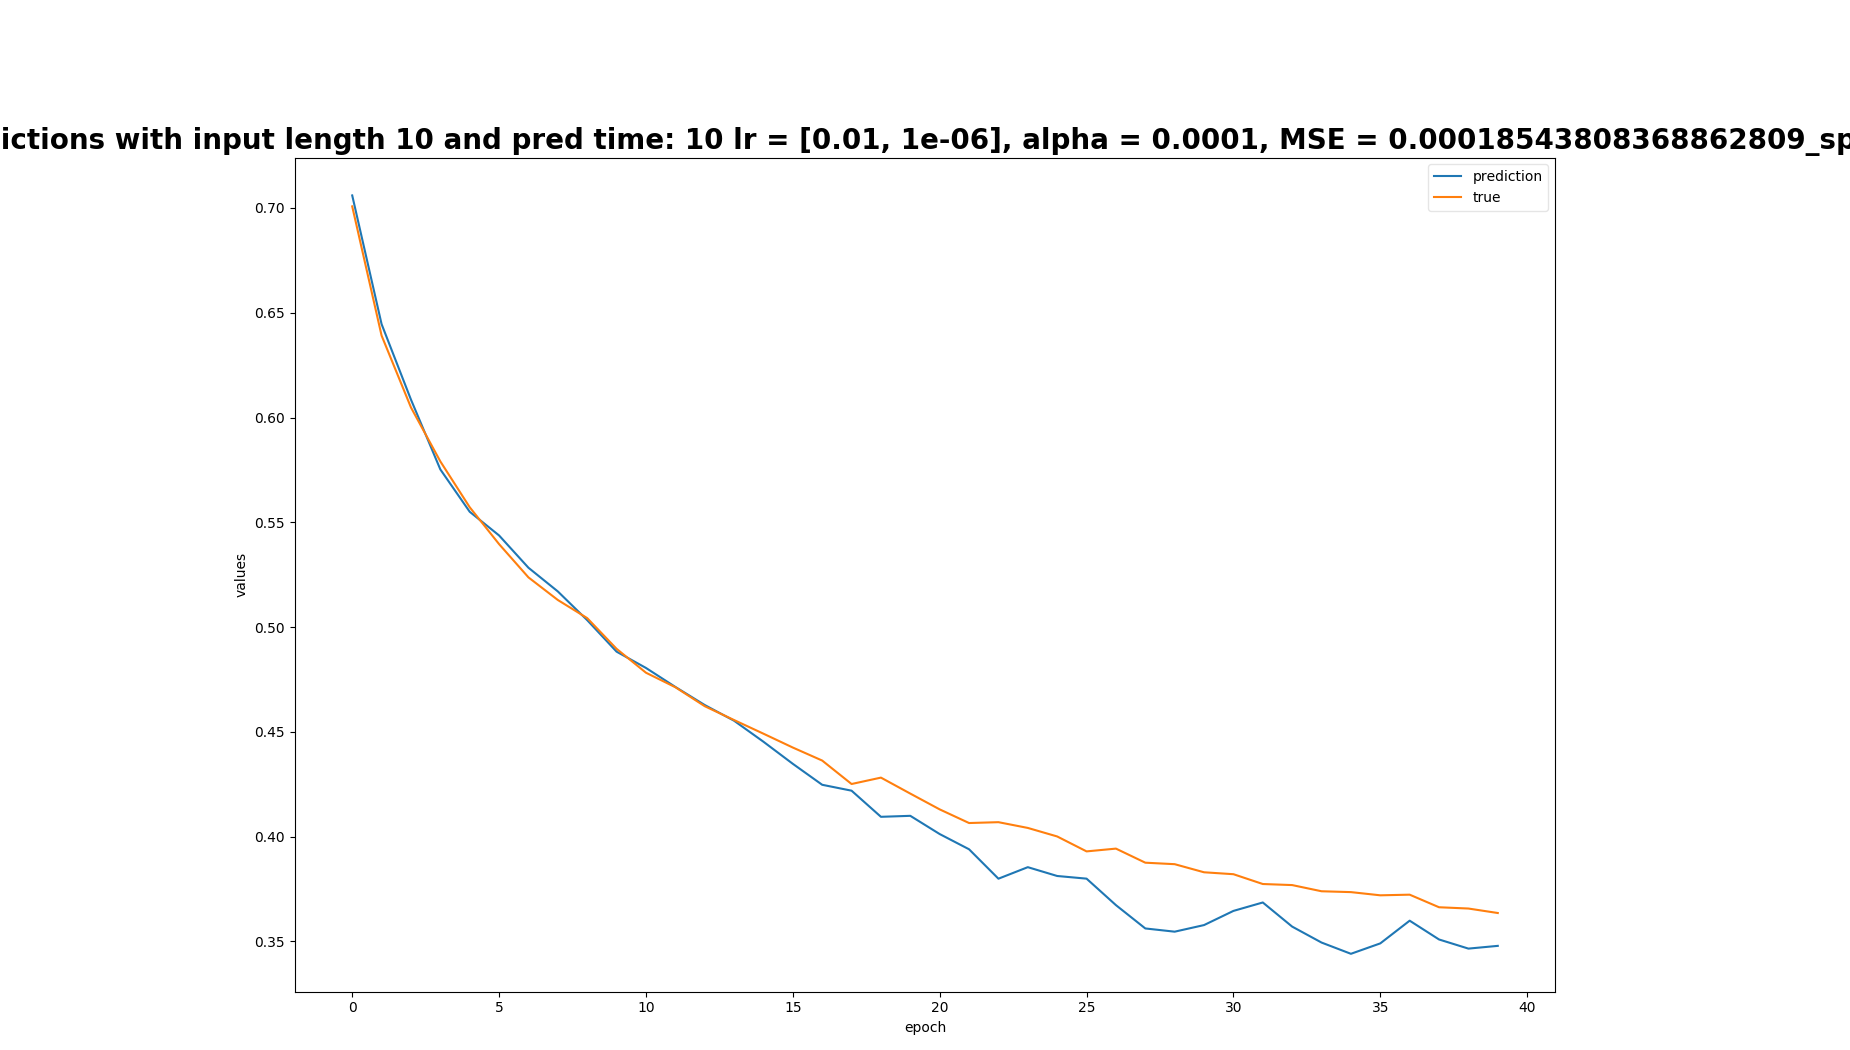 ictions with input length 10 and pred time: 10 lr = [0.01, 1e-06], alpha = 0.0001, MSE = 0.00018543808368862809_sp
prediction
true
0.70
0.65
0.60
0.55
0.50
0.45
0.40
0.35
values
0 5 10 15 20 25 30 35 40
epoch